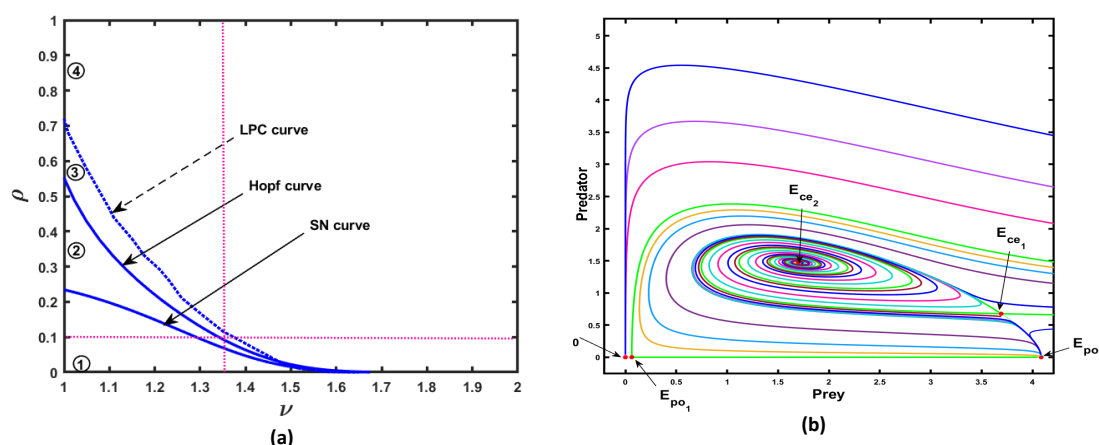 1
0.9
0.8
0.7
0.6
0.5
0.4
0.3
0.2
0.1
0
ρ
④
③
②
①
LPC curve
Hopf curve
SN curve
1 1.1 1.2 1.3 1.4 1.5 1.6 1.7 1.8 1.9 2
ν
(a)
5
4.5
4
3.5
3
2.5
2
1.5
1
0.5
0
Predator
E_ce_2
E_ce_1
0
E_po_1
E_po
0 0.5 1 1.5 2 2.5 3 3.5 4
Prey
(b)